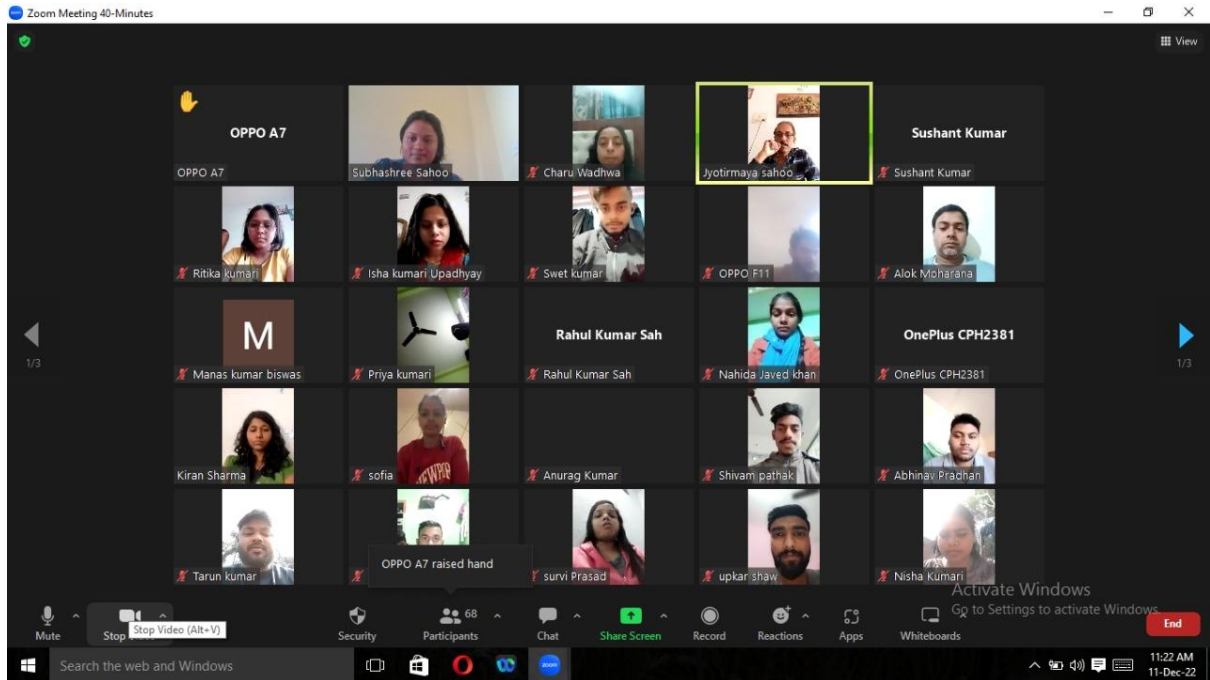 Zoom Meeting 40-Minutes
View
OPPO A7
OPPO A7
Subhashree Sahoo
Charu Wadhwa
Jyotirmaya sahoo
Sushant Kumar
Sushant Kumar
Ritika kumari
Isha kumari Upadhyay
Swet kumar
OPPO F11
Alok Moharana
M
Manas kumar biswas
Priya kumari
Rahul Kumar Sah
Rahul Kumar Sah
Nahida Javed khan
OnePlus CPH2381
OnePlus CPH2381
1/3
1/3
Kiran Sharma
sofia
Anurag Kumar
Shivam pathak
Abhinav Pradhan
Tarun kumar
OPPO A7 raised hand
survi Prasad
upkar shaw
Nisha Kumari
Activate Windows
Go to Settings to activate Windows.
68
Mute
Stop
Stop Video (Alt+V)
Security
Participants
Chat
Share Screen
Record
Reactions
Apps
Whiteboards
End
Search the web and Windows
zoom
11:22 AM
11-Dec-22